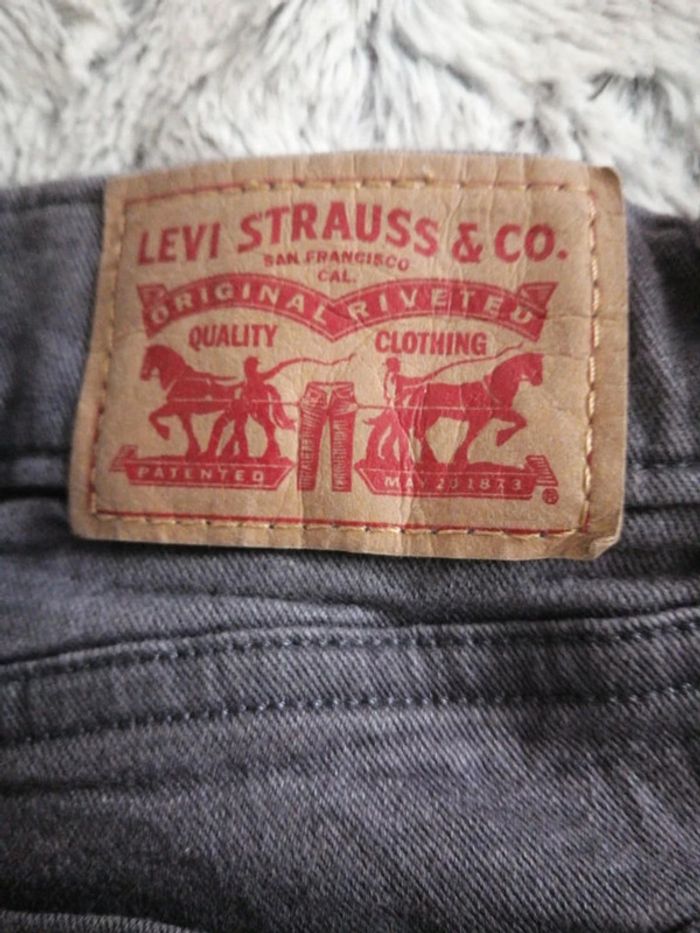 LEVI STRAUSS & CO.
SAN FRANCISCO
CAL.
ORIGINAL RIVETED
QUALITY CLOTHING
PATENTED MAY 20 1873
®